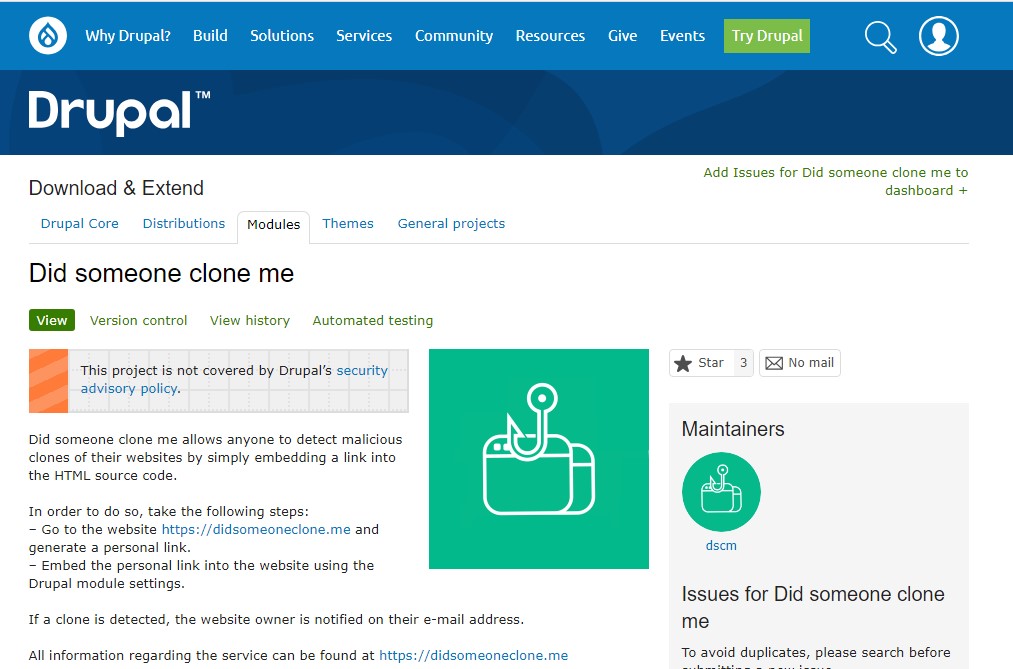 Why Drupal? Build Solutions Services Community Resources Give Events Try Drupal
Drupal™
Add Issues for Did someone clone me to
dashboard +
Download & Extend
Drupal Core Distributions Modules Themes General projects
Did someone clone me
View Version control View history Automated testing
This project is not covered by Drupal’s security
advisory policy.
Did someone clone me allows anyone to detect malicious
clones of their websites by simply embedding a link into
the HTML source code.
In order to do so, take the following steps:
– Go to the website https://didsomeoneclone.me and
generate a personal link.
– Embed the personal link into the website using the
Drupal module settings.
If a clone is detected, the website owner is notified on their e-mail address.
All information regarding the service can be found at https://didsomeoneclone.me
Star 3 No mail
Maintainers
dscm
Issues for Did someone clone
me
To avoid duplicates, please search before
submitting a new issue.